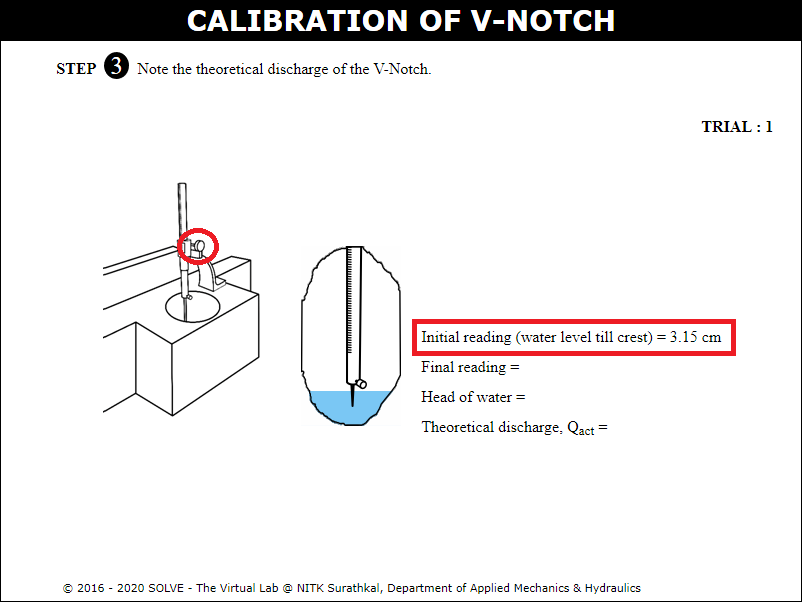 CALIBRATION OF V-NOTCH
STEP 3 Note the theoretical discharge of the V-Notch.
TRIAL : 1
Initial reading (water level till crest) = 3.15 cm
Final reading =
Head of water =
Theoretical discharge, Qact =
© 2016 - 2020 SOLVE - The Virtual Lab @ NITK Surathkal, Department of Applied Mechanics & Hydraulics